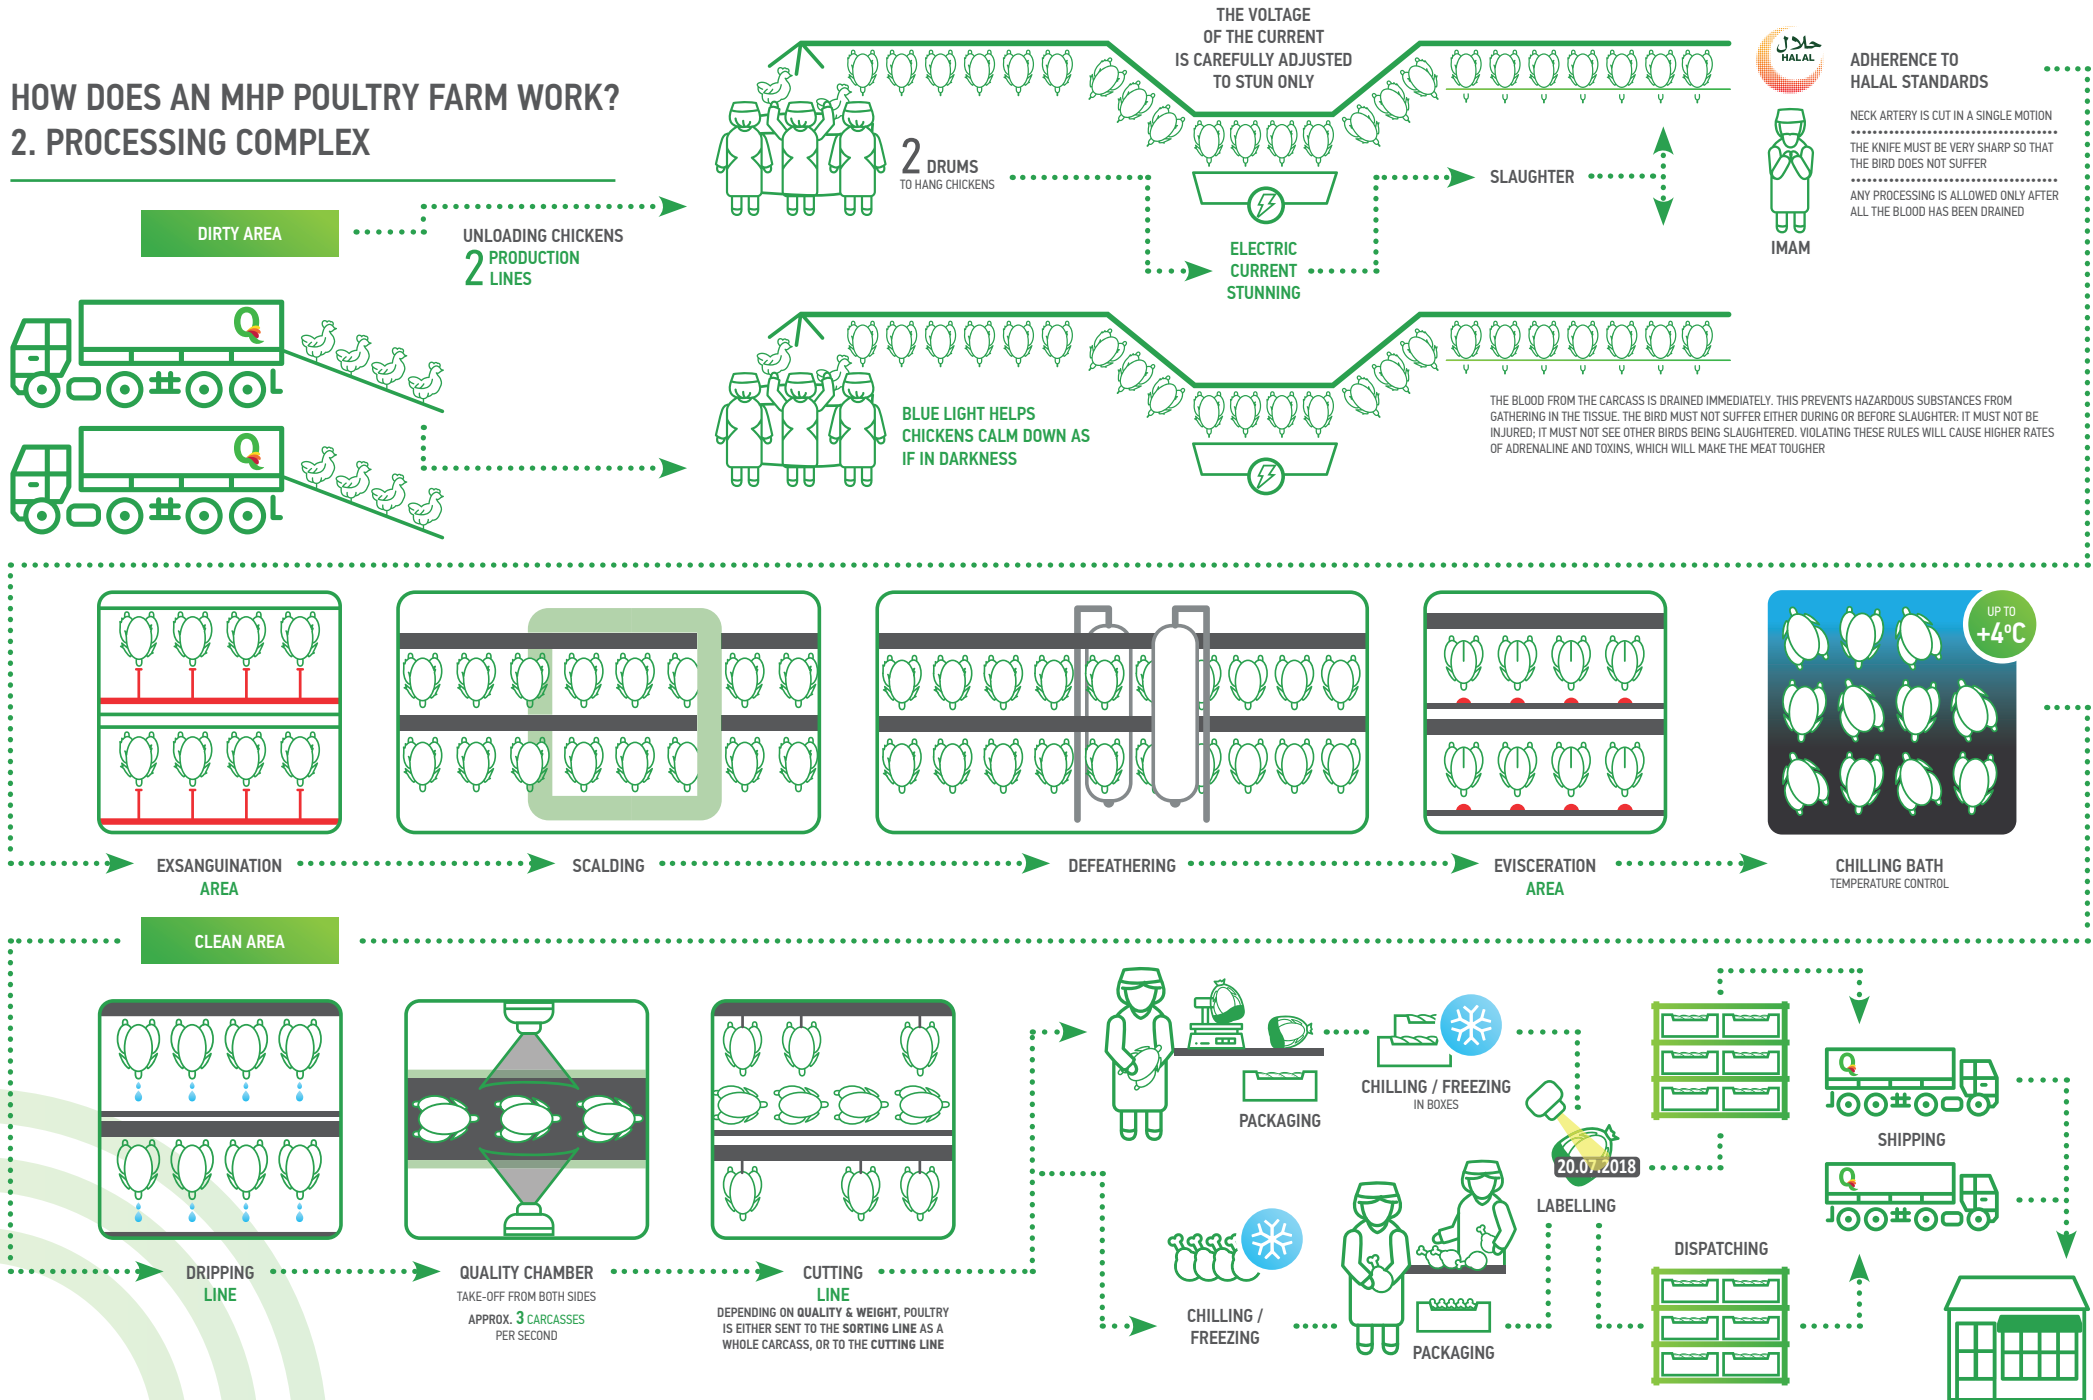 HOW DOES AN MHP POULTRY FARM WORK?
2. PROCESSING COMPLEX
DIRTY AREA
UNLOADING CHICKENS
2 PRODUCTION
LINES
2 DRUMS
TO HANG CHICKENS
THE VOLTAGE
OF THE CURRENT
IS CAREFULLY ADJUSTED
TO STUN ONLY
ELECTRIC
CURRENT
STUNNING
SLAUGHTER
حلال
HALAL
IMAM
ADHERENCE TO
HALAL STANDARDS
NECK ARTERY IS CUT IN A SINGLE MOTION
THE KNIFE MUST BE VERY SHARP SO THAT
THE BIRD DOES NOT SUFFER
ANY PROCESSING IS ALLOWED ONLY AFTER
ALL THE BLOOD HAS BEEN DRAINED
Q
Q
BLUE LIGHT HELPS
CHICKENS CALM DOWN AS
IF IN DARKNESS
THE BLOOD FROM THE CARCASS IS DRAINED IMMEDIATELY. THIS PREVENTS HAZARDOUS SUBSTANCES FROM
GATHERING IN THE TISSUE. THE BIRD MUST NOT SUFFER EITHER DURING OR BEFORE SLAUGHTER: IT MUST NOT BE
INJURED; IT MUST NOT SEE OTHER BIRDS BEING SLAUGHTERED. VIOLATING THESE RULES WILL CAUSE HIGHER RATES
OF ADRENALINE AND TOXINS, WHICH WILL MAKE THE MEAT TOUGHER
UP TO
+4°C
EXSANGUINATION
AREA
SCALDING
DEFEATHERING
EVISCERATION
AREA
CHILLING BATH
TEMPERATURE CONTROL
CLEAN AREA
DRIPPING
LINE
QUALITY CHAMBER
TAKE-OFF FROM BOTH SIDES
APPROX. 3 CARCASSES
PER SECOND
CUTTING
LINE
DEPENDING ON QUALITY & WEIGHT, POULTRY
IS EITHER SENT TO THE SORTING LINE AS A
WHOLE CARCASS, OR TO THE CUTTING LINE
PACKAGING
CHILLING / FREEZING
IN BOXES
CHILLING /
FREEZING
PACKAGING
20.07.2018
LABELLING
DISPATCHING
Q
SHIPPING
Q